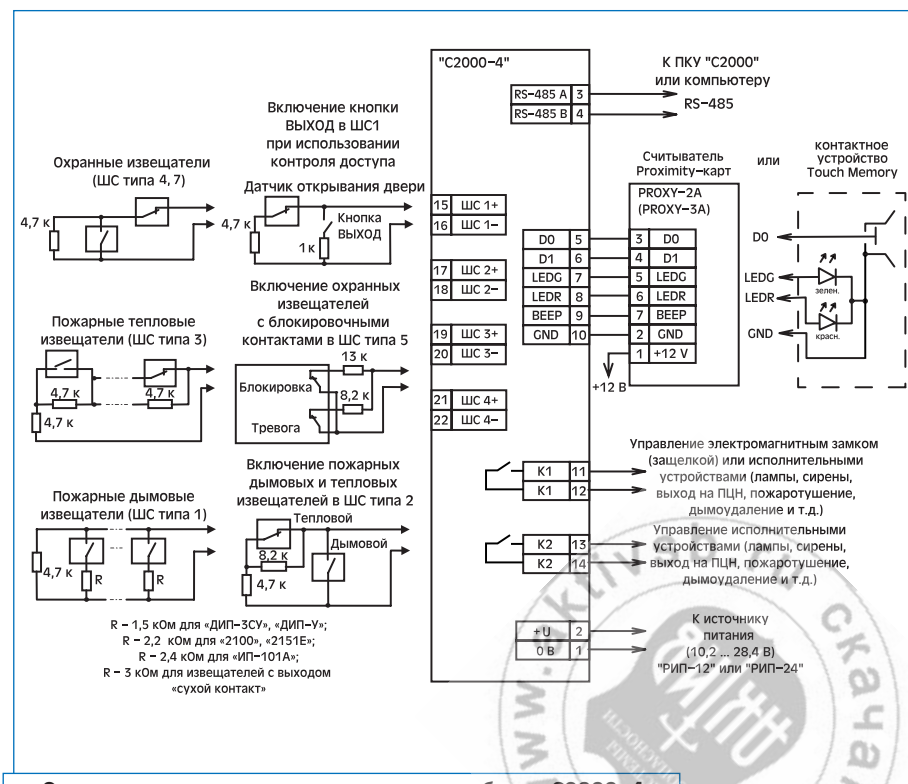 "С2000-4"
К ПКУ "С2000"
или компьютеру
RS-485 A 3
RS-485 B 4
RS-485
Включение кнопки
ВЫХОД в ШС1
при использовании
контроля доступа
Датчик открывания двери
4,7 к
Кнопка
ВЫХОД
1 к
Охранные извещатели
(ШС типа 4, 7)
4,7 к
15 ШС 1+
16 ШС 1-
17 ШС 2+
18 ШС 2-
19 ШС 3+
20 ШС 3-
21 ШС 4+
22 ШС 4-
Считыватель
Proximity-карт
или
контактное
устройство
Touch Memory
PROXY-2A
(PROXY-3A)
D0 5
D1 6
LEDG 7
LEDR 8
BEEP 9
GND 10
3 D0
4 D1
5 LEDG
6 LEDR
7 BEEP
2 GND
1 +12 V
+12 В
D0
LEDG
LEDR
GND
зелен.
красн.
Включение охранных
извещателей
с блокировочными
контактами в ШС типа 5
13 к
Блокировка
8,2 к
Тревога
Пожарные тепловые
извещатели (ШС типа 3)
4,7 к
4,7 к
4,7 к
Включение пожарных
дымовых и тепловых
извещателей в ШС типа 2
Тепловой
Дымовой
8,2 к
4,7 к
Пожарные дымовые
извещатели (ШС типа 1)
4,7 к
R
R
R - 1,5 кОм для «ДИП-3СУ», «ДИП-У»;
R - 2,2 кОм для «2100», «2151Е»;
R - 2,4 кОм для «ИП-101А»;
R - 3 кОм для извещателей с выходом
«сухой контакт»
К1 11
К1 12
Управление электромагнитным замком
(защелкой) или исполнительными
устройствами (лампы, сирены,
выход на ПЦН, пожаротушение,
дымоудаление и т.д.)
К2 13
К2 14
Управление исполнительными
устройствами (лампы, сирены,
выход на ПЦН, пожаротушение,
дымоудаление и т.д.)
+ U 2
0 В 1
К источнику
питания
(10,2 ... 28,4 В)
"РИП-12" или "РИП-24"